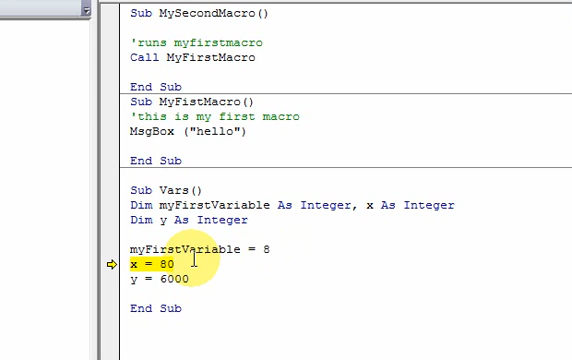 Sub MySecondMacro()
'runs myfirstmacro
Call MyFirstMacro
End Sub
Sub MyFistMacro()
'this is my first macro
MsgBox ("hello")
End Sub
Sub Vars()
Dim myFirstVariable As Integer, x As Integer
Dim y As Integer
myFirstVariable = 8
x = 80
y = 6000
End Sub